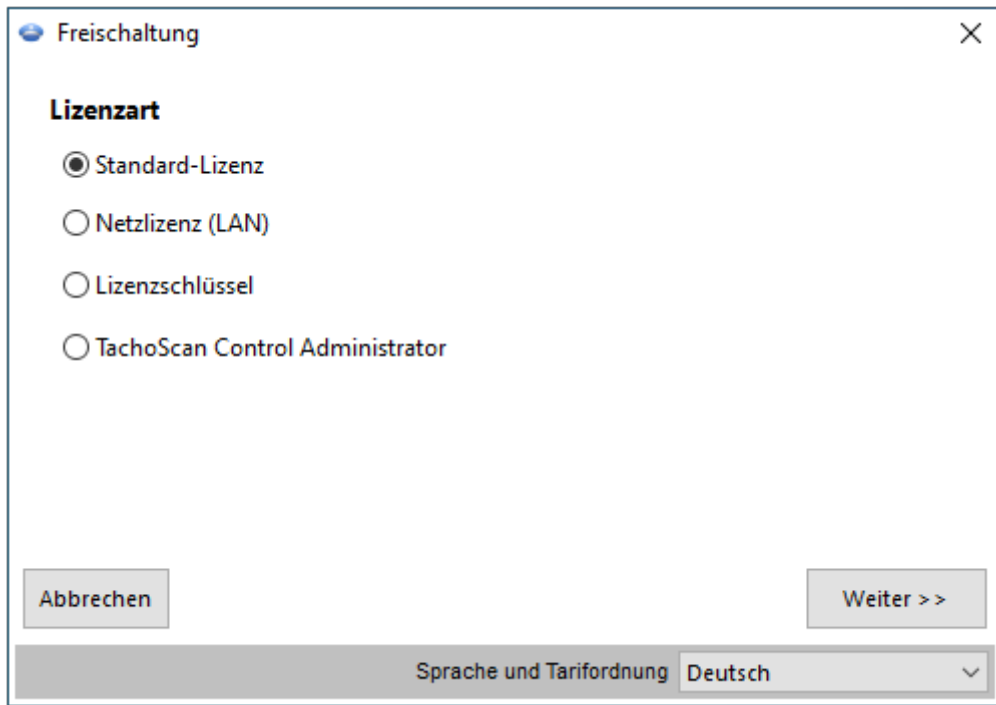 Freischaltung
Lizenzart
Standard-Lizenz
Netzlizenz (LAN)
Lizenzschlüssel
TachoScan Control Administrator
Abbrechen
Weiter >>
Sprache und Tarifordnung Deutsch